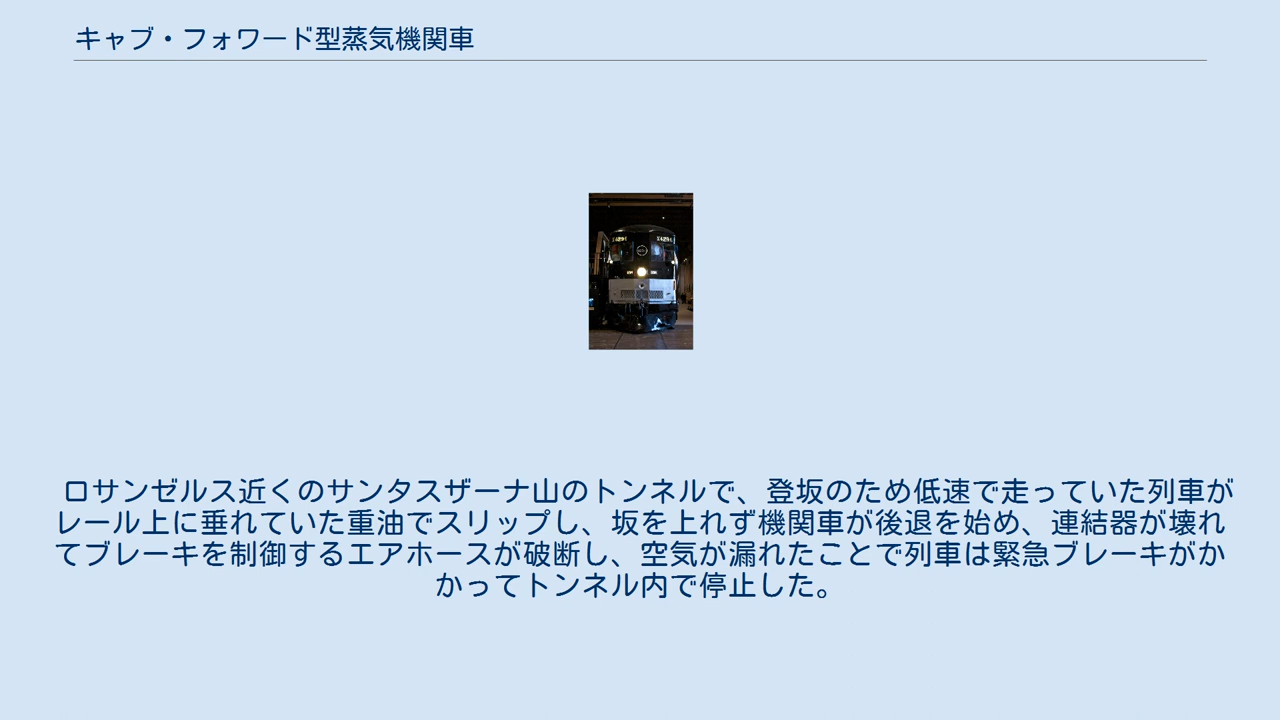 キャブ・フォワード型蒸気機関車
ロサンゼルス近くのサンタスザーナ山のトンネルで、登坂のため低速で走っていた列車が
レール上に垂れていた重油でスリップし、坂を上れず機関車が後退を始め、連結器が壊れ
てブレーキを制御するエアホースが破断し、空気が漏れたことで列車は緊急ブレーキがか
かってトンネル内で停止した。